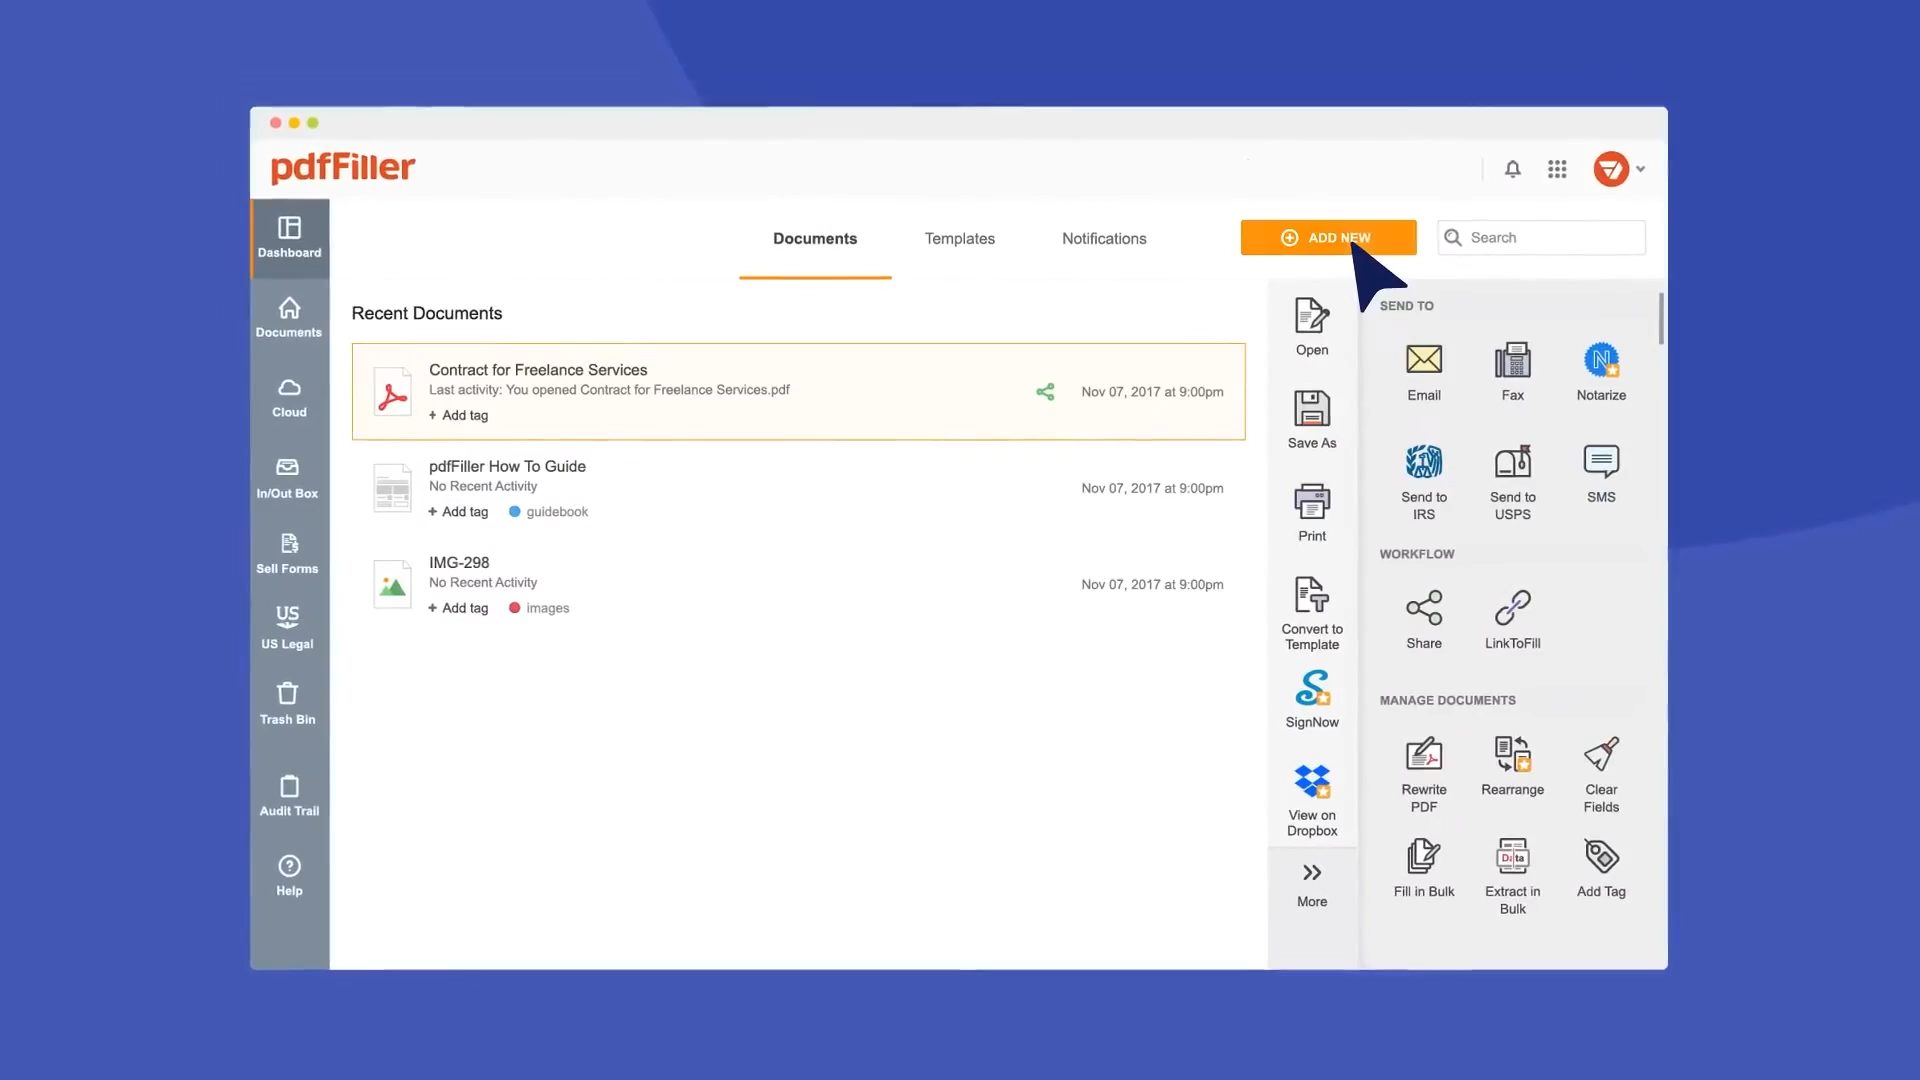 pdfFiller
Dashboard
Documents
Cloud
In/Out Box
Sell Forms
US
US Legal
Trash Bin
Audit Trail
Help
Documents
Templates
Notifications
ADD NEW
Search
Recent Documents
Contract for Freelance Services
Last activity: You opened Contract for Freelance Services.pdf
+ Add tag
Nov 07, 2017 at 9:00pm
pdfFiller How To Guide
No Recent Activity
+ Add tag
guidebook
Nov 07, 2017 at 9:00pm
IMG-298
No Recent Activity
+ Add tag
images
Nov 07, 2017 at 9:00pm
Open
Save As
Print
Convert to
Template
SignNow
View on
Dropbox
More
SEND TO
Email
Fax
N
Notarize
Send to
IRS
Send to
USPS
SMS
WORKFLOW
Share
LinkToFill
MANAGE DOCUMENTS
Rewrite
PDF
Rearrange
Clear
Fields
Fill in Bulk
Data
Extract in
Bulk
Add Tag